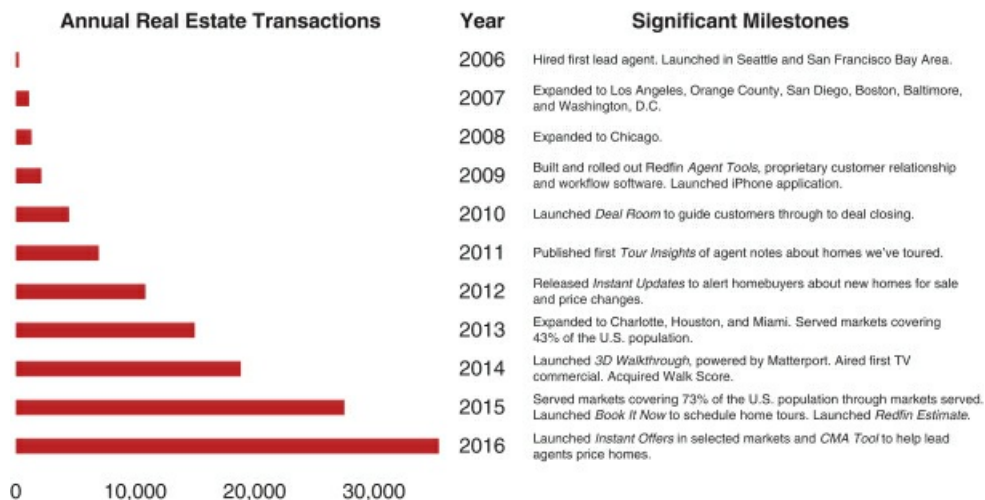 Annual Real Estate Transactions Year Significant Milestones
2006 Hired first lead agent. Launched in Seattle and San Francisco Bay Area.
2007 Expanded to Los Angeles, Orange County, San Diego, Boston, Baltimore,
and Washington, D.C.
2008 Expanded to Chicago.
2009 Built and rolled out Redfin Agent Tools, proprietary customer relationship
and workflow software. Launched iPhone application.
2010 Launched Deal Room to guide customers through to deal closing.
2011 Published first Tour Insights of agent notes about homes we've toured.
2012 Released Instant Updates to alert homebuyers about new homes for sale
and price changes.
2013 Expanded to Charlotte, Houston, and Miami. Served markets covering
43% of the U.S. population.
2014 Launched 3D Walkthrough, powered by Matterport. Aired first TV
commercial. Acquired Walk Score.
2015 Served markets covering 73% of the U.S. population through markets served.
Launched Book It Now to schedule home tours. Launched Redfin Estimate.
2016 Launched Instant Offers in selected markets and CMA Tool to help lead
agents price homes.
0 10,000 20,000 30,000